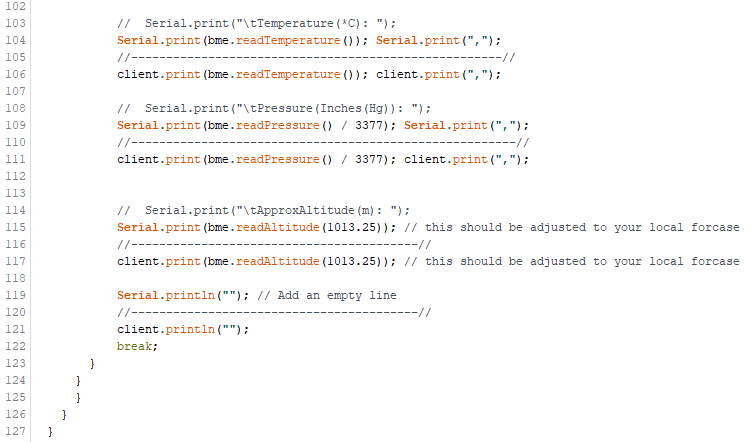 102
103 //  Serial.print("\tTemperature(*C): ");
104 Serial.print(bme.readTemperature()); Serial.print(",");
105 //-----------------------------------------------------//
106 client.print(bme.readTemperature()); client.print(",");
107
108 //  Serial.print("\tPressure(Inches(Hg)): ");
109 Serial.print(bme.readPressure() / 3377); Serial.print(",");
110 //-------------------------------------------------------//
111 client.print(bme.readPressure() / 3377); client.print(",");
112
113
114 //  Serial.print("\tApproxAltitude(m): ");
115 Serial.print(bme.readAltitude(1013.25)); // this should be adjusted to your local forcase
116 //-----------------------------------------//
117 client.print(bme.readAltitude(1013.25)); // this should be adjusted to your local forcase
118
119 Serial.println(""); // Add an empty line
120 //-----------------------------------------//
121 client.println("");
122 break;
123 }
124 }
125 }
126 }
127 }